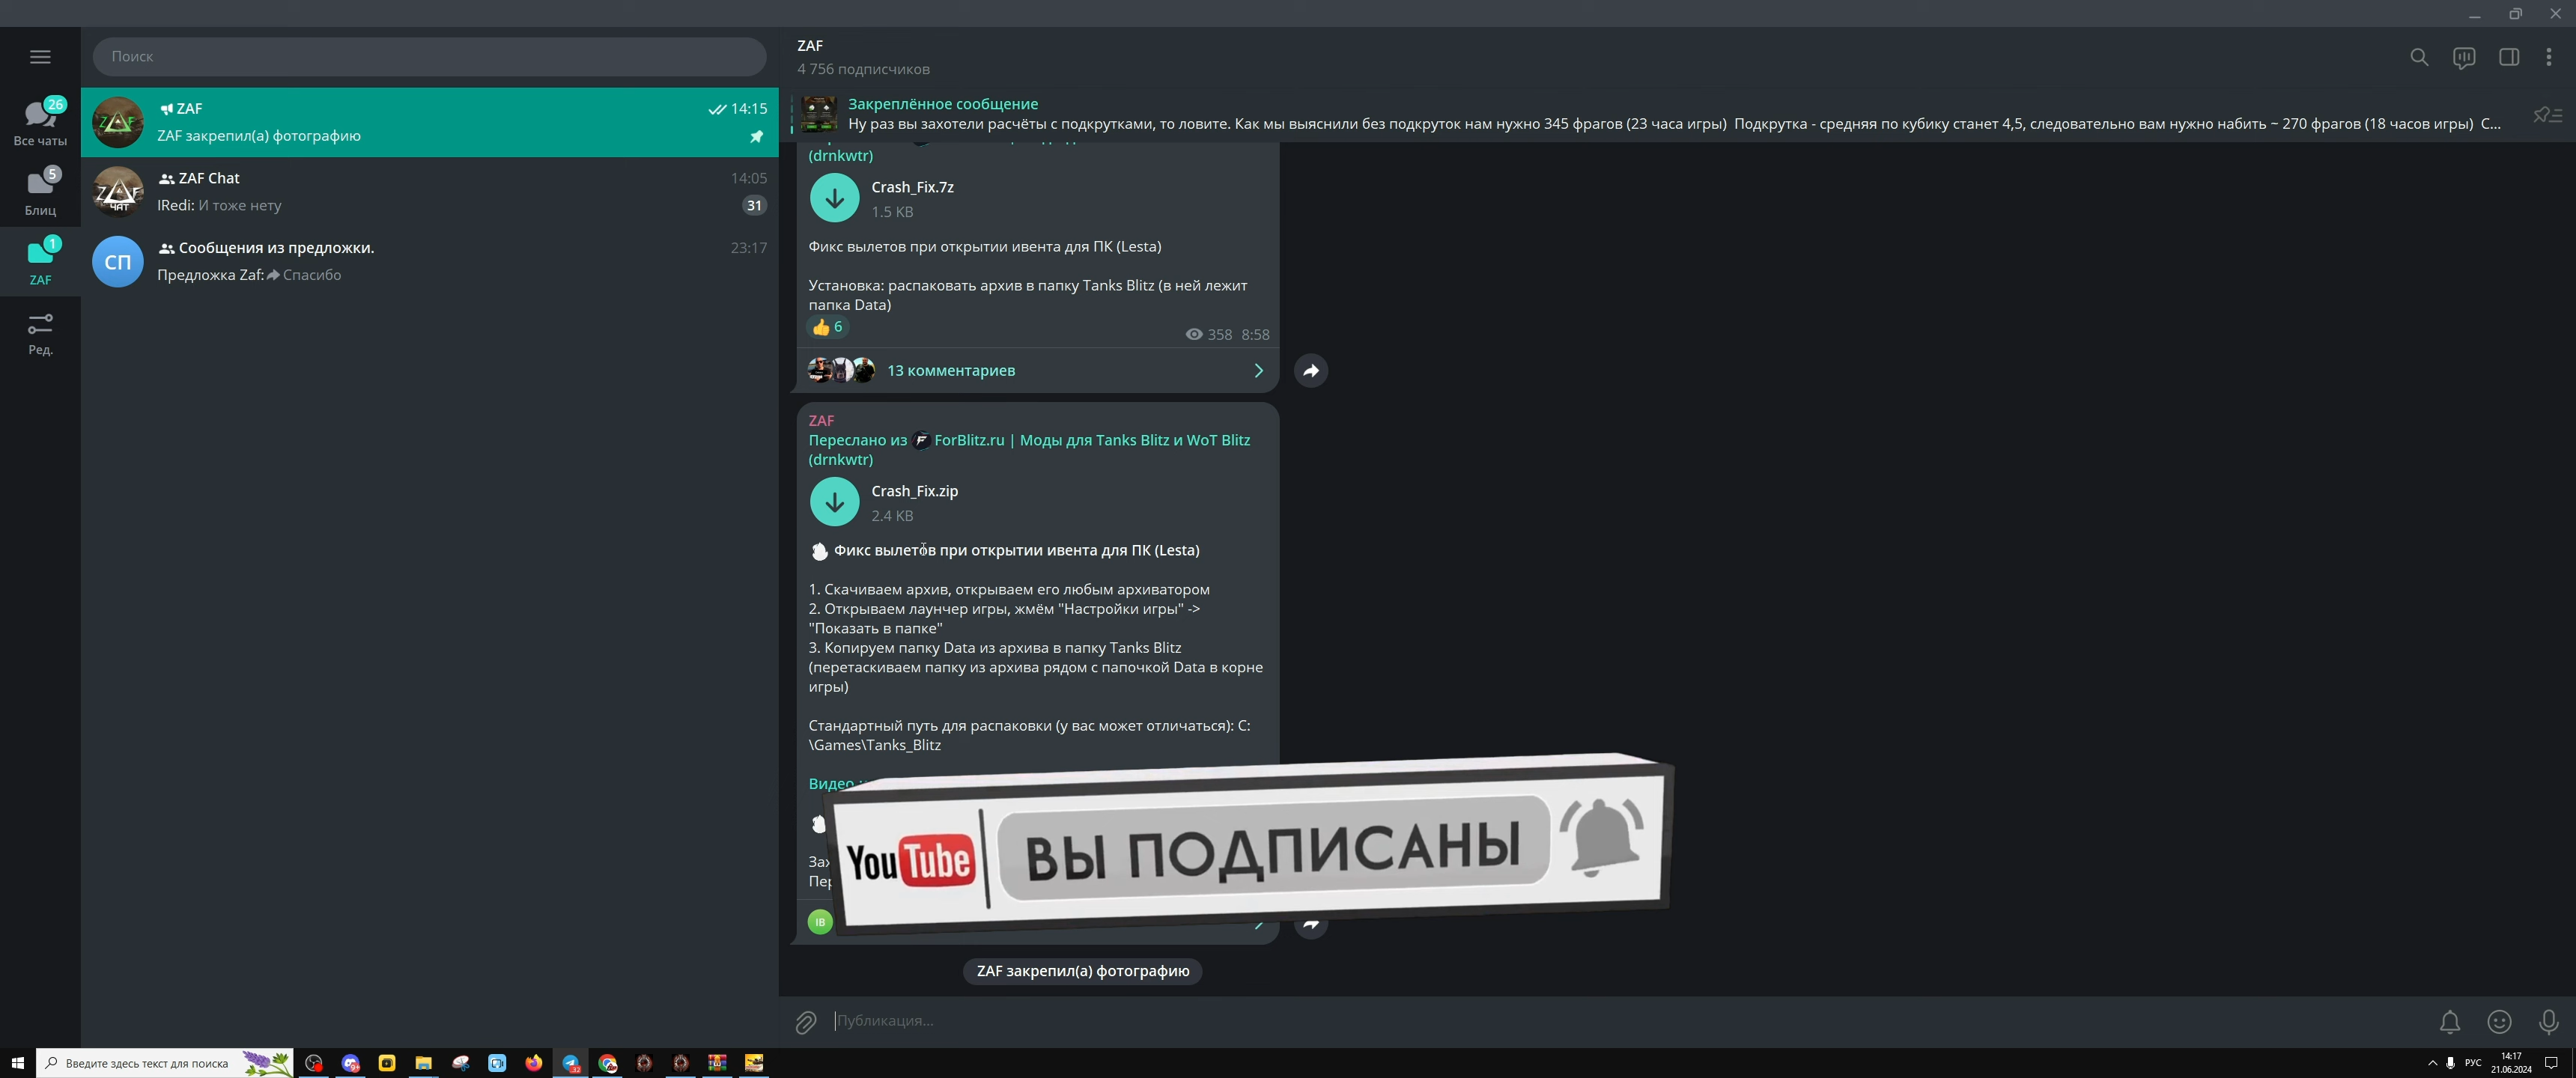 Поиск
26
Все чаты
5
Блиц
1
ZAF
Ред.
ZAF
14:15
ZAF закрепил(а) фотографию
ZAF Chat
14:05
IRedi: И тоже нету
31
СП
Сообщения из предложки.
23:17
Предложка Zaf: Спасибо
ZAF
4 756 подписчиков
Закреплённое сообщение
Ну раз вы захотели расчёты с подкрутками, то ловите. Как мы выяснили без подкруток нам нужно 345 фрагов (23 часа игры) Подкрутка - средняя по кубику станет 4,5, следовательно вам нужно набить ~ 270 фрагов (18 часов игры) С...
(drnkwtr)
Crash_Fix.7z
1.5 KB
Фикс вылетов при открытии ивента для ПК (Lesta)
Установка: распаковать архив в папку Tanks Blitz (в ней лежит
папка Data)
6
358 8:58
13 комментариев
ZAF
Переслано из ForBlitz.ru | Моды для Tanks Blitz и WoT Blitz
(drnkwtr)
Crash_Fix.zip
2.4 KB
Фикс вылетов при открытии ивента для ПК (Lesta)
1. Скачиваем архив, открываем его любым архиватором
2. Открываем лаунчер игры, жмём "Настройки игры" ->
"Показать в папке"
3. Копируем папку Data из архива в папку Tanks Blitz
(перетаскиваем папку из архива рядом с папочкой Data в корне
игры)
Стандартный путь для распаковки (у вас может отличаться): C:
\Games\Tanks_Blitz
Видео
YouTube
ВЫ ПОДПИСАНЫ
IB
ZAF закрепил(а) фотографию
Публикация...
Введите здесь текст для поиска
РУС
14:17
21.06.2024